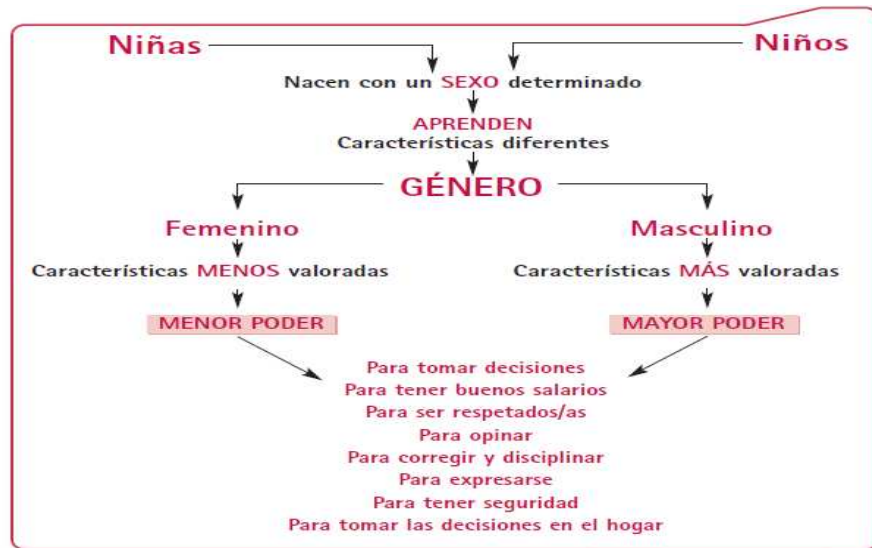 Niñas
Niños
Nacen con un SEXO determinado
APRENDEN
Características diferentes
GÉNERO
Femenino
Masculino
Características MENOS valoradas
Características MÁS valoradas
MENOR PODER
MAYOR PODER
Para tomar decisiones
Para tener buenos salarios
Para ser respetados/as
Para opinar
Para corregir y disciplinar
Para expresarse
Para tener seguridad
Para tomar las decisiones en el hogar